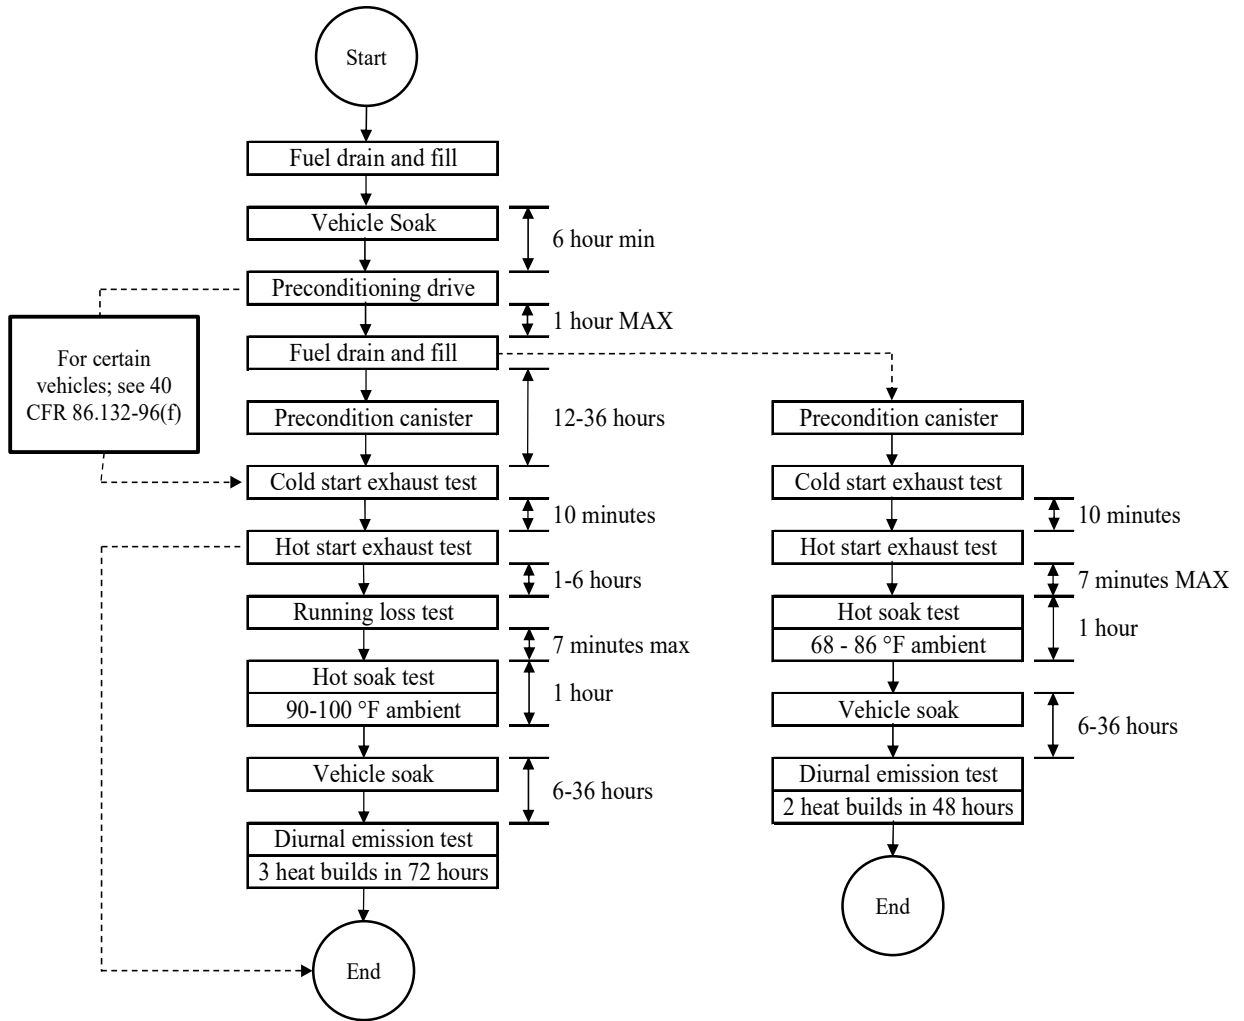 Start
Fuel drain and fill
Vehicle Soak
6 hour min
Preconditioning drive
1 hour MAX
For certain
vehicles; see 40
CFR 86.132-96(f)
Fuel drain and fill
12-36 hours
Precondition canister
Cold start exhaust test
10 minutes
Hot start exhaust test
1-6 hours
Running loss test
7 minutes max
Hot soak test
90-100 °F ambient
1 hour
Vehicle soak
6-36 hours
Diurnal emission test
3 heat builds in 72 hours
End
Precondition canister
Cold start exhaust test
10 minutes
Hot start exhaust test
7 minutes MAX
Hot soak test
68 - 86 °F ambient
1 hour
Vehicle soak
6-36 hours
Diurnal emission test
2 heat builds in 48 hours
End